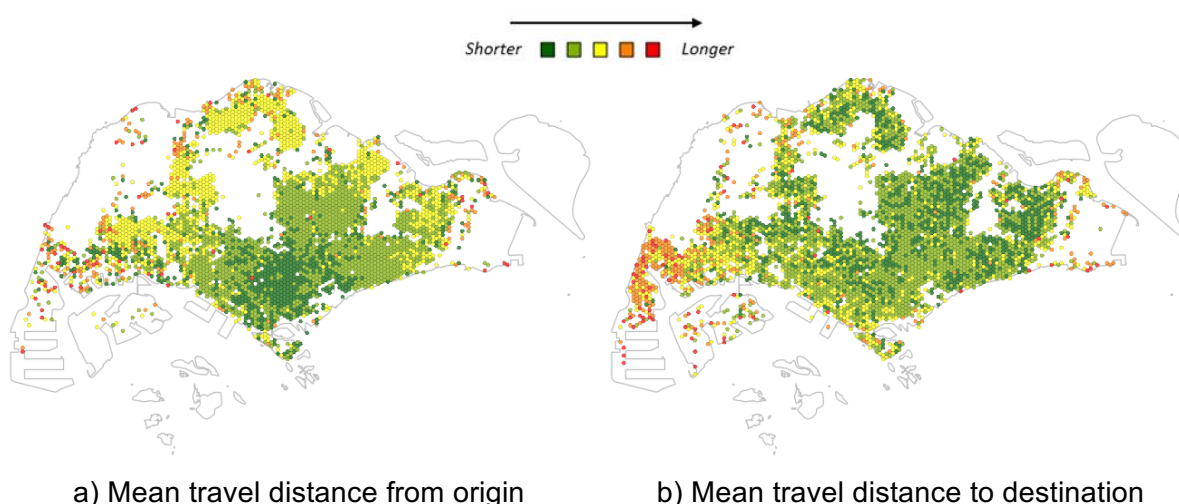 Shorter Longer
a) Mean travel distance from origin
b) Mean travel distance to destination